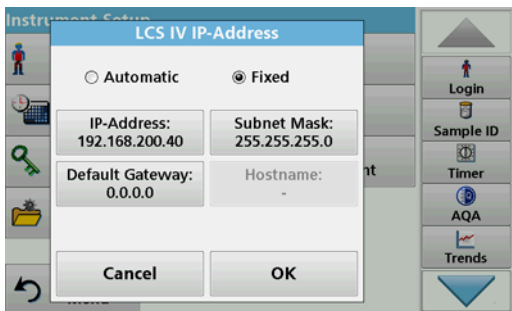 Instrument Setup
LCS IV IP-Address
Automatic
Fixed
IP-Address:
192.168.200.40
Subnet Mask:
255.255.255.0
Default Gateway:
0.0.0.0
Hostname:
-
Cancel
OK
Menu
Login
Sample ID
Timer
AQA
Trends